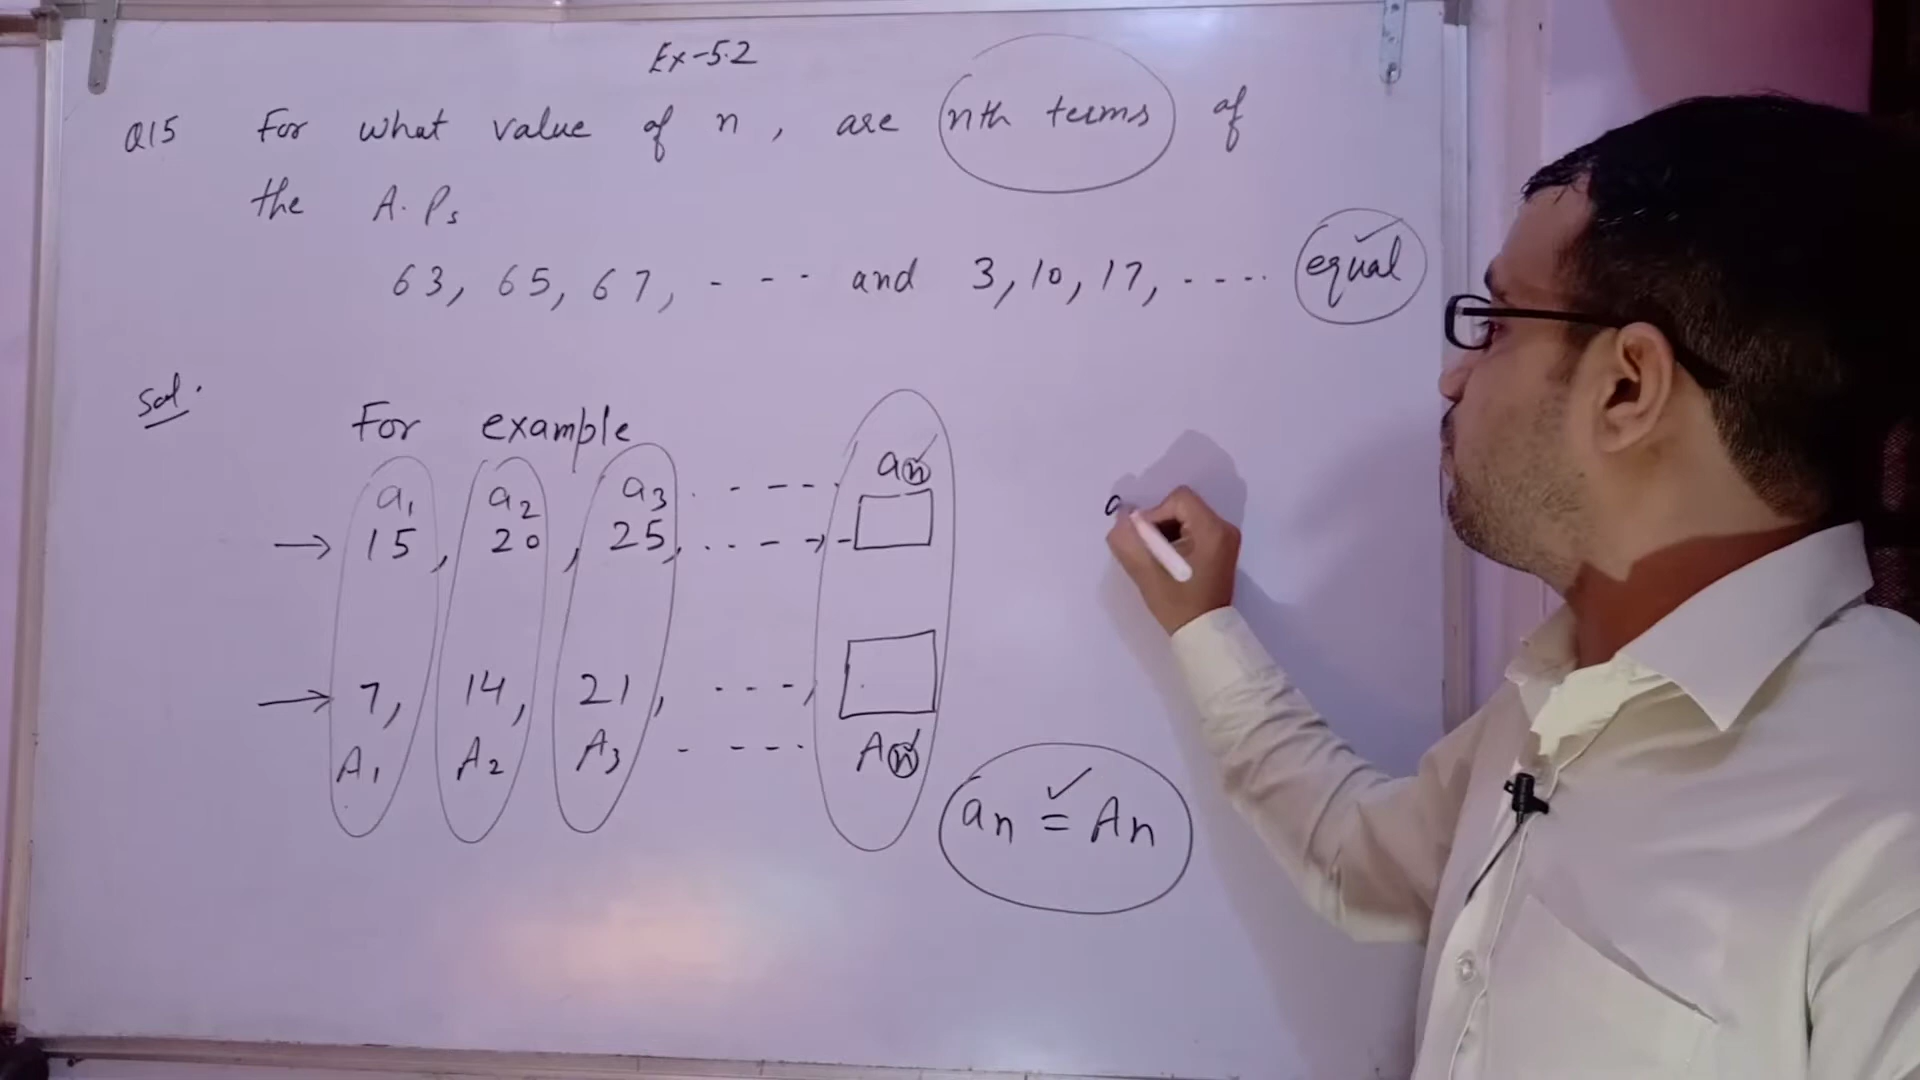 Ex-5.2
Q15 For what value of n, are nth terms of
the A.Ps
63, 65, 67, - - - - and 3, 10, 17, - - - - equal
Sol.
For example
a1 a2 a3 - - - - - an
→ 15, 20, 25, - - - - →
→ 7, 14, 21, - - - -,
A1 A2 A3 - - - - An
an = An
a